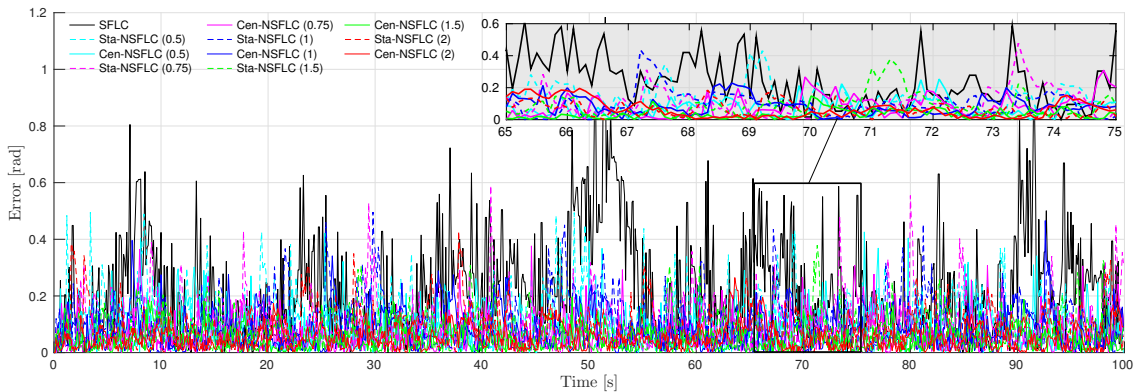 1.2
1
0.8
0.6
0.4
0.2
0
Error [rad]
SFLC
Sta-NSFLC (0.5)
Cen-NSFLC (0.5)
Sta-NSFLC (0.75)
Cen-NSFLC (0.75)
Sta-NSFLC (1)
Cen-NSFLC (1)
Sta-NSFLC (1.5)
Cen-NSFLC (1.5)
Sta-NSFLC (2)
Cen-NSFLC (2)
0.6
0.4
0.2
0
65 66 67 68 69 70 71 72 73 74 75
0 10 20 30 40 50 60 70 80 90 100
Time [s]